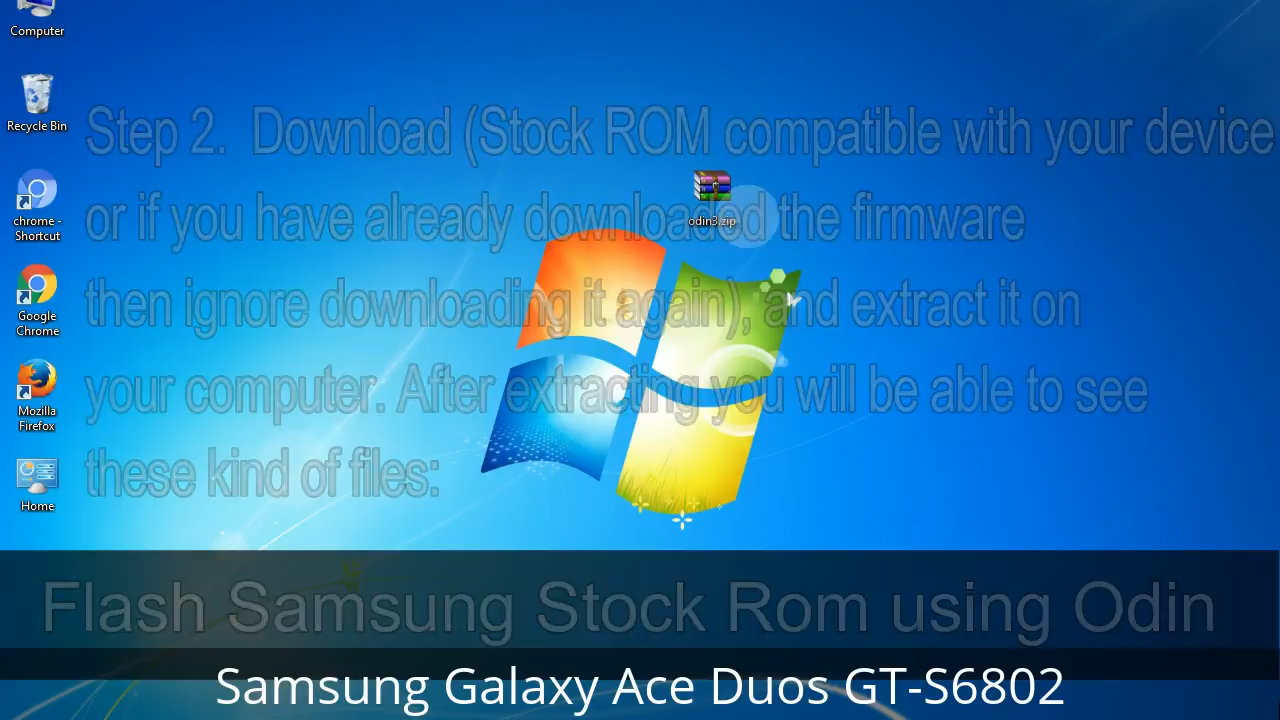 Computer
Recycle Bin
chrome -
Shortcut
Google
Chrome
Mozilla
Firefox
Home
odin3.zip
Step 2. Download (Stock ROM compatible with your device
or if you have already downloaded the firmware
then ignore downloading it again), and extract it on
your computer. After extracting you will be able to see
these kind of files:
Flash Samsung Stock Rom using Odin
Samsung Galaxy Ace Duos GT-S6802